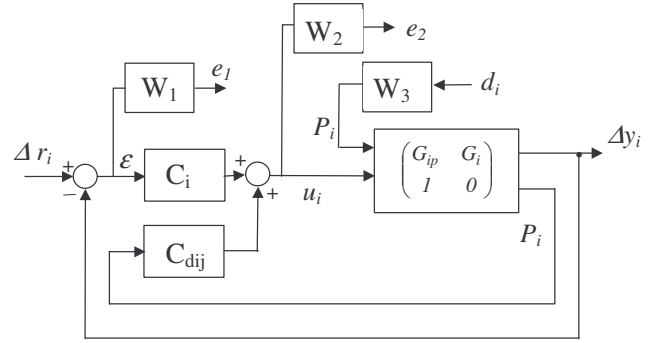 W2
e2
W1
e1
W3
di
Pi
Δ ri
+
−
ε
Ci
+
+
ui
Gip Gi
1 0
Δyi
Pi
Cdij